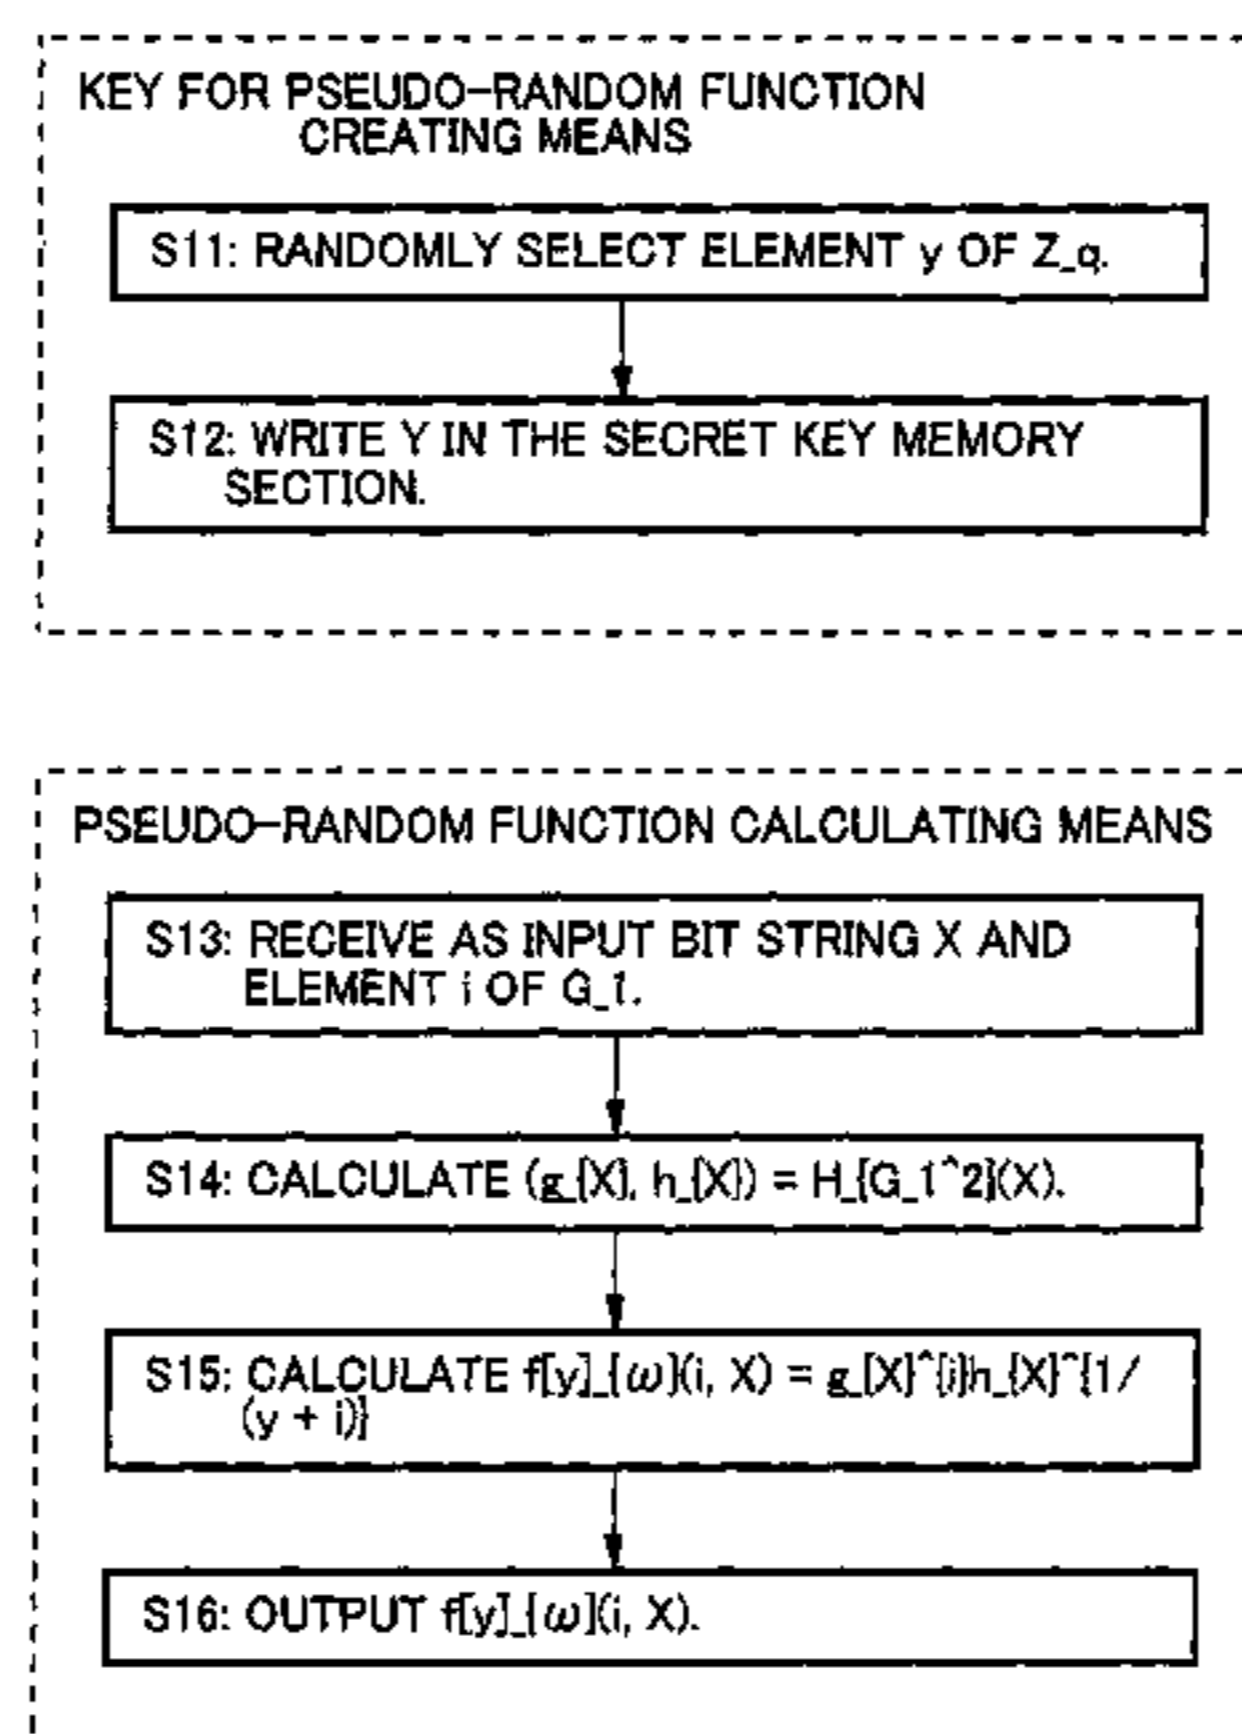 KEY FOR PSEUDO-RANDOM FUNCTION
CREATING MEANS
S11: RANDOMLY SELECT ELEMENT y OF Z_q.
S12: WRITE Y IN THE SECRET KEY MEMORY
SECTION.
PSEUDO-RANDOM FUNCTION CALCULATING MEANS
S13: RECEIVE AS INPUT BIT STRING X AND
ELEMENT i OF G_1.
S14: CALCULATE (g_{X}, h_{X}) = H_{G_1^2}(X).
S15: CALCULATE f[y]_{ω}(i, X) = g_{X}^{i}h_{X}^{1/
(y + i)}
S16: OUTPUT f[y]_{ω}(i, X).